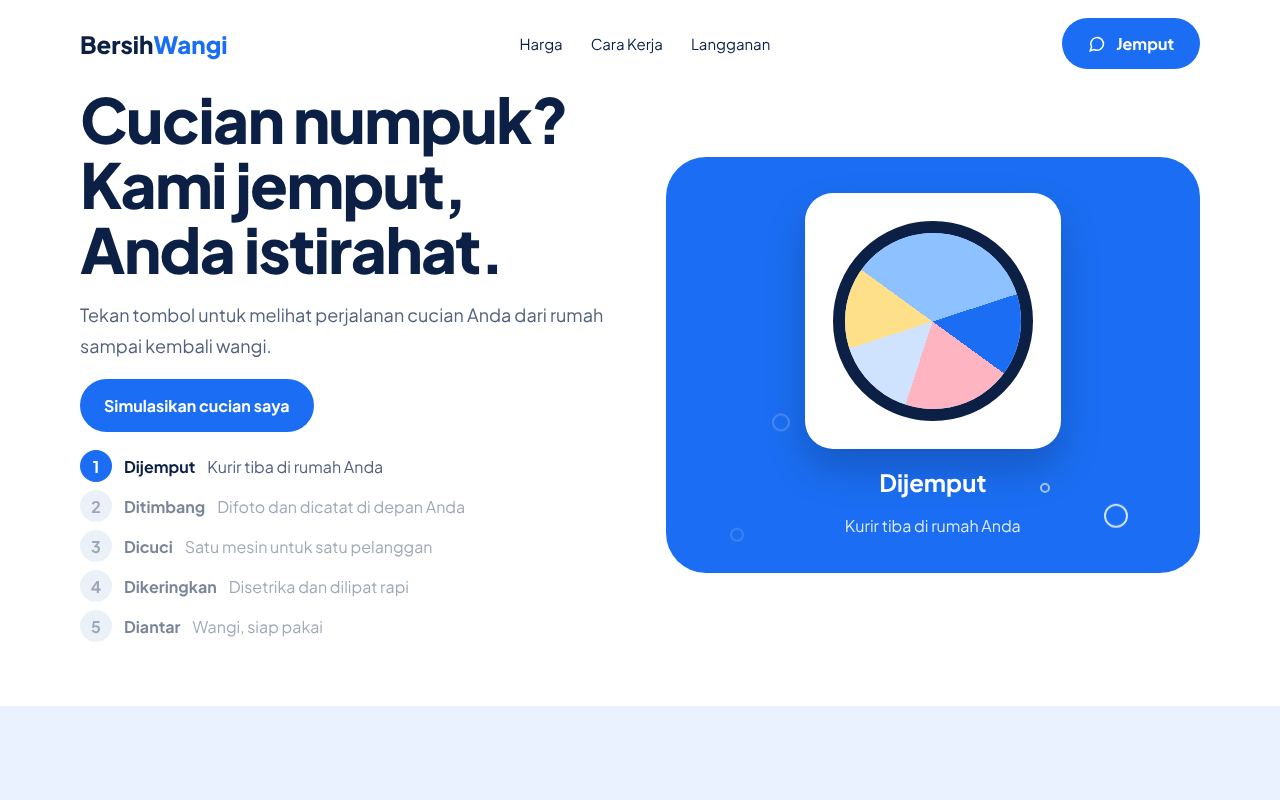 BersihWangi
Harga
Cara Kerja
Langganan
Jemput
Cucian numpuk?
Kami jemput,
Anda istirahat.
Tekan tombol untuk melihat perjalanan cucian Anda dari rumah
sampai kembali wangi.
Simulasikan cucian saya
1 Dijemput Kurir tiba di rumah Anda
2 Ditimbang Difoto dan dicatat di depan Anda
3 Dicuci Satu mesin untuk satu pelanggan
4 Dikeringkan Disetrika dan dilipat rapi
5 Diantar Wangi, siap pakai
Dijemput
Kurir tiba di rumah Anda